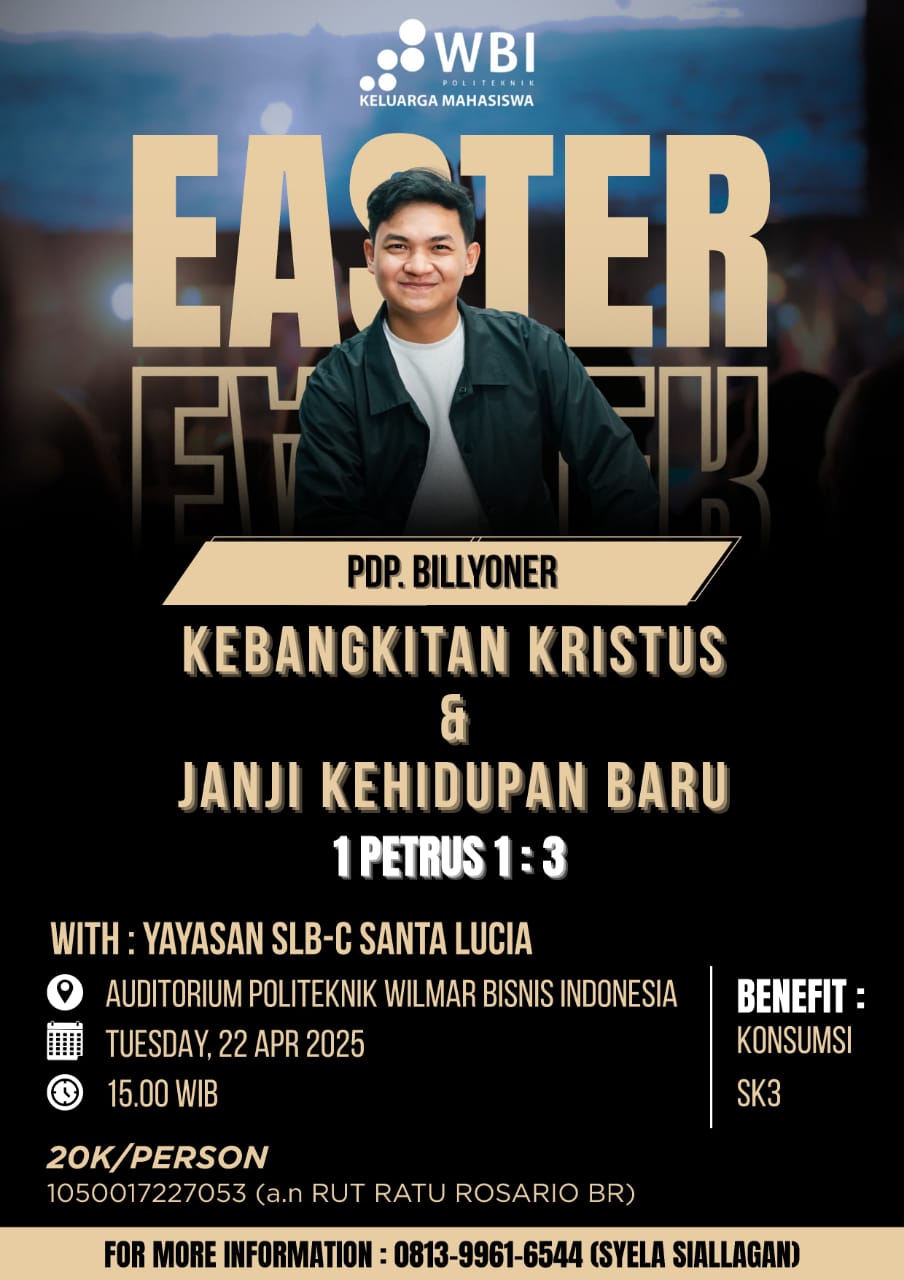 WBI
POLITEKNIK
KELUARGA MAHASISWA
EASTER
EASTER
PDP. BILLYONER
KEBANGKITAN KRISTUS
&
JANJI KEHIDUPAN BARU
1 PETRUS 1 : 3
WITH : YAYASAN SLB-C SANTA LUCIA
AUDITORIUM POLITEKNIK WILMAR BISNIS INDONESIA
TUESDAY, 22 APR 2025
15.00 WIB
BENEFIT :
KONSUMSI
SK3
20K/PERSON
1050017227053 (a.n RUT RATU ROSARIO BR)
FOR MORE INFORMATION : 0813-9961-6544 (SYELA SIALLAGAN)